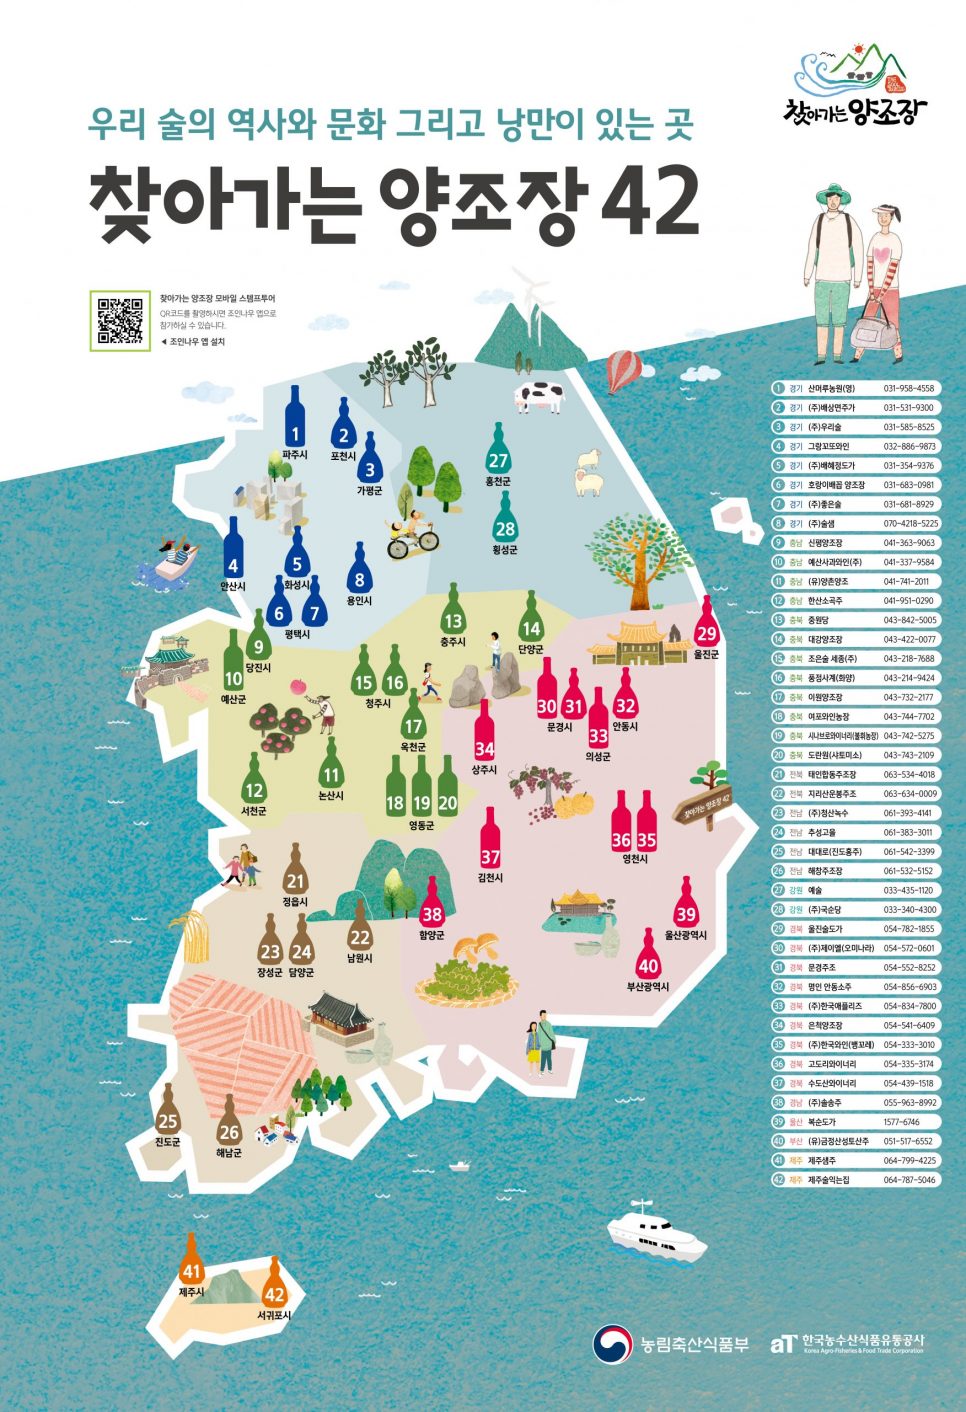 찾아가는 양조장
우리 술의 역사와 문화 그리고 낭만이 있는 곳
찾아가는 양조장 42
찾아가는 양조장 모바일 스탬프투어
QR코드를 촬영하시면 조인나무 앱으로
참가하실 수 있습니다.
◀ 조인나무 앱 설치
1 파주시
2 포천시
3 가평군
4 안산시
5 화성시
6 7 평택시
8 용인시
9 당진시
10 예산군
11 논산시
12 서천군
13 충주시
14 단양군
15 16 청주시
17 옥천군
18 19 20 영동군
21 정읍시
22 남원시
23 장성군
24 담양군
25 진도군
26 해남군
27 홍천군
28 횡성군
29 울진군
30 31 문경시
32 안동시
33 의성군
34 상주시
36 35 영천시
37 김천시
38 함양군
39 울산광역시
40 부산광역시
41 제주시
42 서귀포시
찾아가는 양조장 42
1 경기 산머루농원(영) 031-958-4558
2 경기 (주)배상면주가 031-531-9300
3 경기 (주)우리술 031-585-8525
4 경기 그랑꼬또와인 032-886-9873
5 경기 (주)배혜정도가 031-354-9376
6 경기 호랑이배꼽 양조장 031-683-0981
7 경기 (주)좋은술 031-681-8929
8 경기 (주)술샘 070-4218-5225
9 충남 신평양조장 041-363-9063
10 충남 예산사과와인(주) 041-337-9584
11 충남 (유)양촌양조 041-741-2011
12 충남 한산소곡주 041-951-0290
13 충북 중원당 043-842-5005
14 충북 대강양조장 043-422-0077
15 충북 조은술 세종(주) 043-218-7688
16 충북 풍정사계(화양) 043-214-9424
17 충북 이원양조장 043-732-2177
18 충북 여포와인농장 043-744-7702
19 충북 시나브로와이너리(불휘농장) 043-742-5275
20 충북 도란원(샤토미소) 043-743-2109
21 전북 태인합동주조장 063-534-4018
22 전북 지리산운봉주조 063-634-0009
23 전남 (주)청산녹수 061-393-4141
24 전남 추성고을 061-383-3011
25 전남 대대로(진도홍주) 061-542-3399
26 전남 해창주조장 061-532-5152
27 강원 예술 033-435-1120
28 강원 (주)국순당 033-340-4300
29 경북 울진술도가 054-782-1855
30 경북 (주)제이엘(오미나라) 054-572-0601
31 경북 문경주조 054-552-8252
32 경북 명인 안동소주 054-856-6903
33 경북 (주)한국애플리즈 054-834-7800
34 경북 은척양조장 054-541-6409
35 경북 (주)한국와인(뱅꼬레) 054-333-3010
36 경북 고도리와이너리 054-335-3174
37 경북 수도산와이너리 054-439-1518
38 경남 (주)솔송주 055-963-8992
39 울산 복순도가 1577-6746
40 부산 (유)금정산성토산주 051-517-6552
41 제주 제주샘주 064-799-4225
42 제주 제주술익는집 064-787-5046
농림축산식품부
aT 한국농수산식품유통공사
Korea Agro-Fisheries & Food Trade Corporation